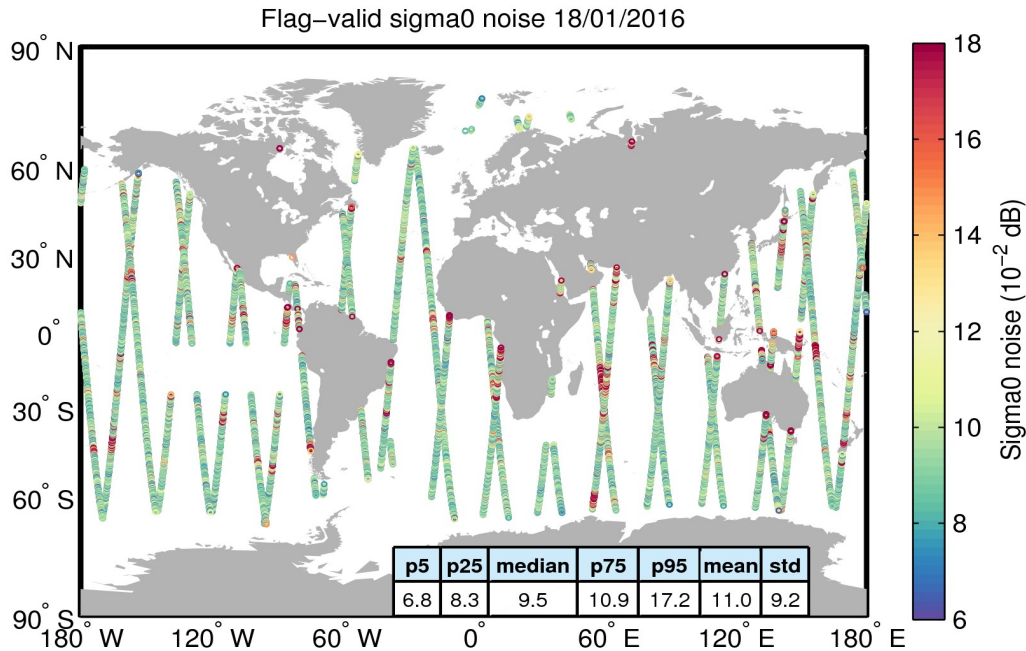 Flag−valid sigma0 noise 18/01/2016
90° N
60° N
30° N
0°
30° S
60° S
90° S
180° W
120° W
60° W
0°
60° E
120° E
180° E
p5 p25 median p75 p95 mean std
6.8 8.3 9.5 10.9 17.2 11.0 9.2
18
16
14
12
10
8
6
Sigma0 noise (10⁻² dB)